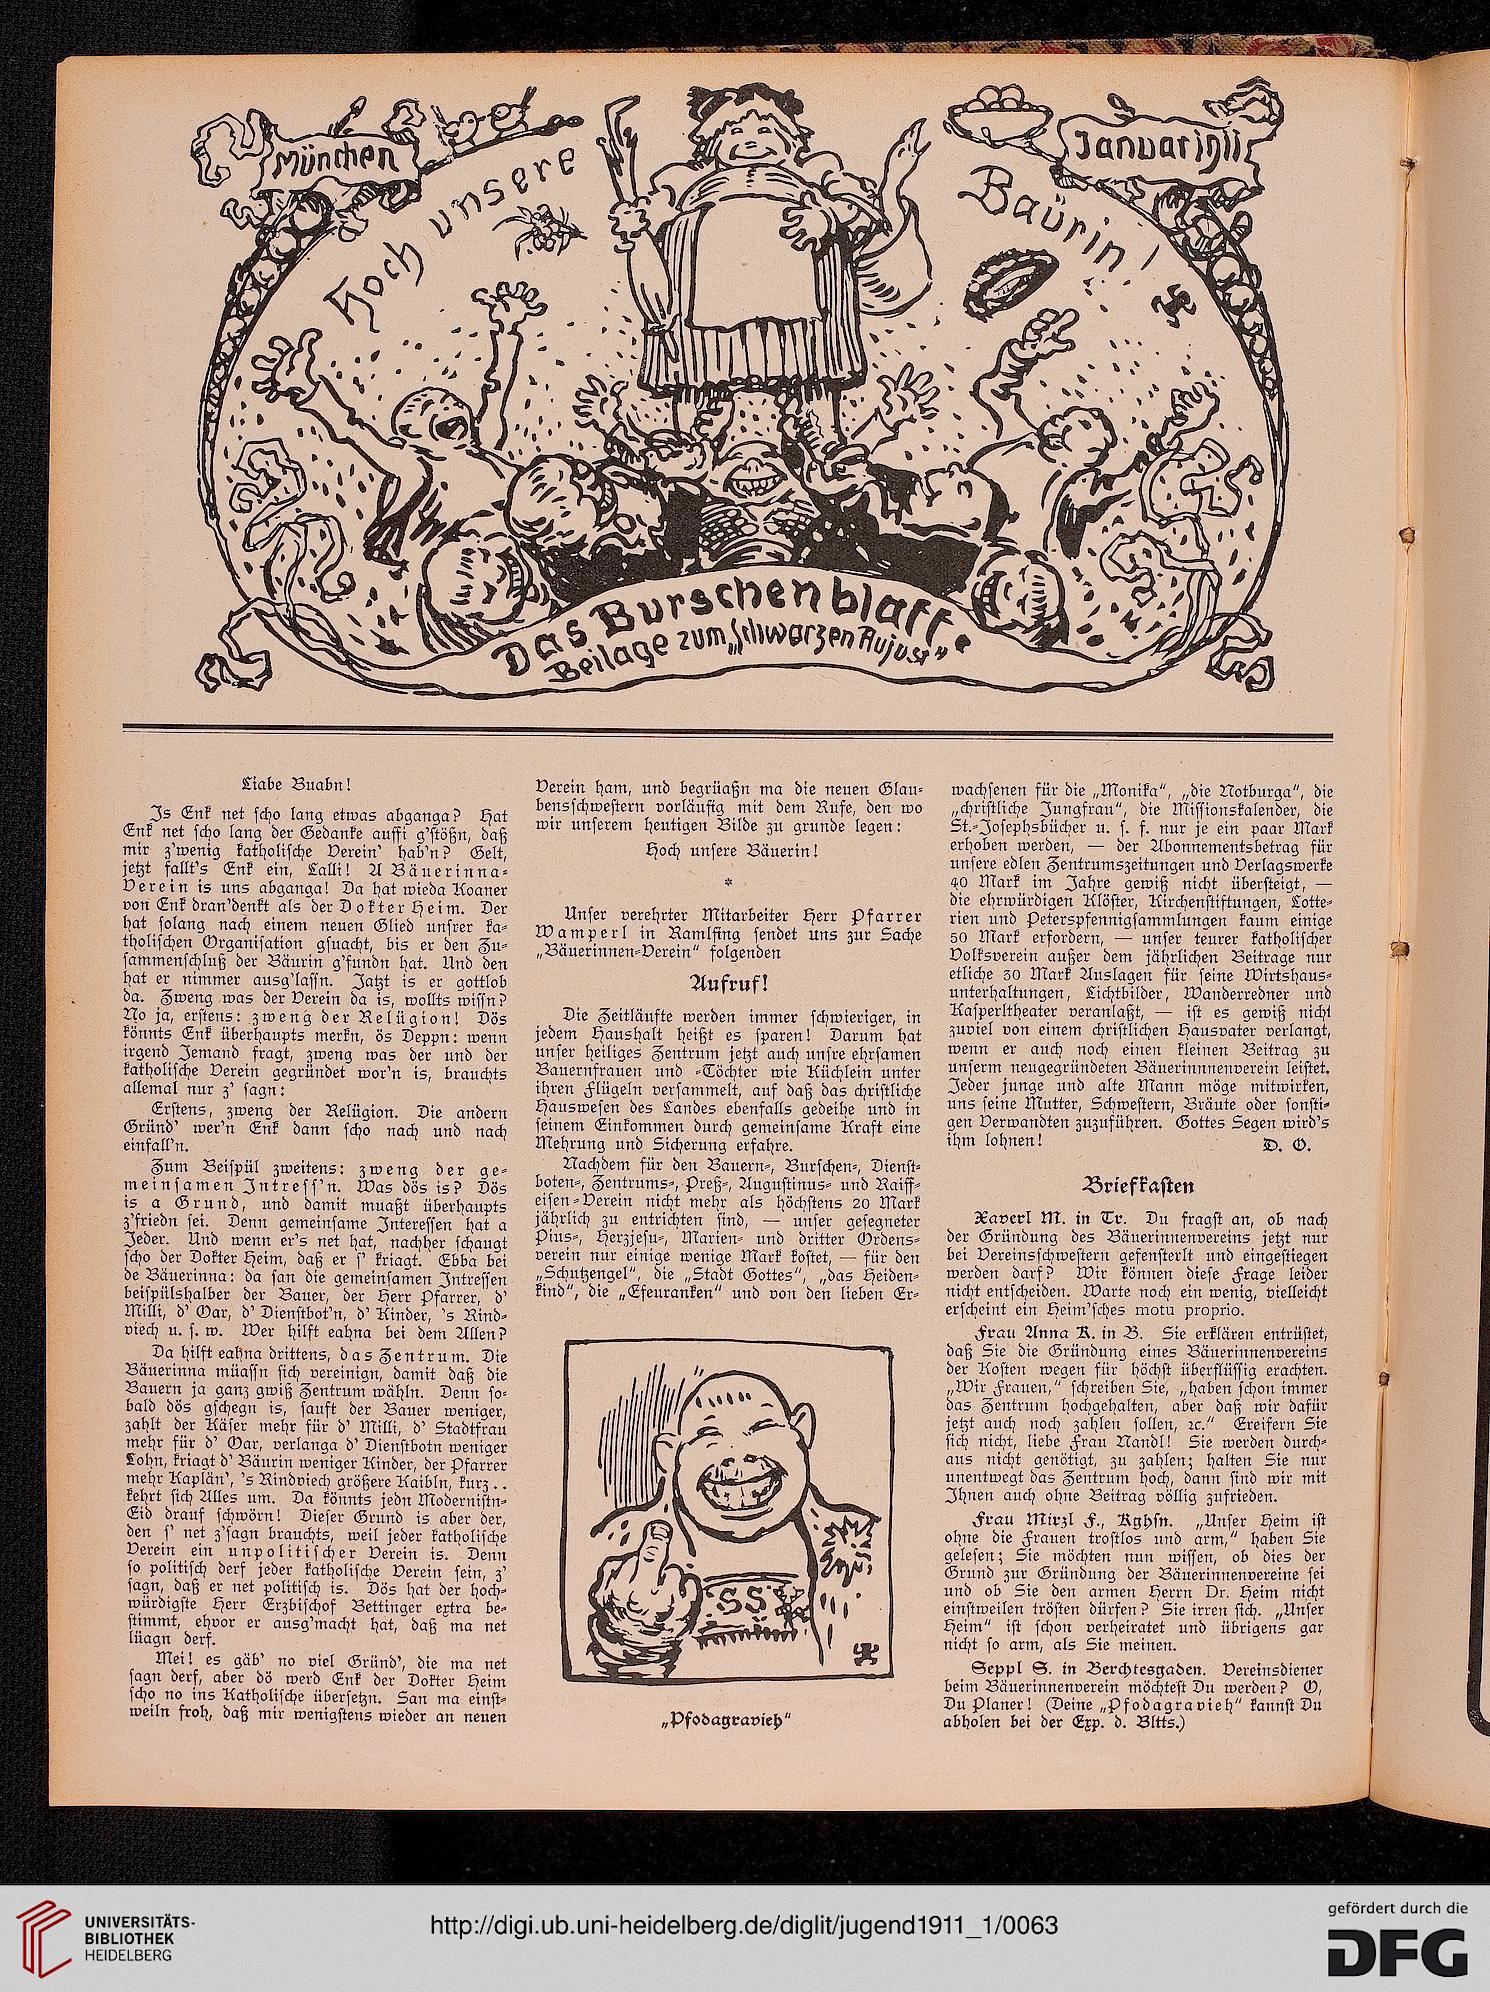 München
Januar 1911
Hoch unsere
Baürin!
Das Burschenblatt.
Beilage zum „Schwarzen Aujust"
Liabe Buabn!
Is Enk net scho lang etwas abganga? Hat
Enk net scho lang der Gedanke auffi g'stößn, daß
mir z'wenig katholische Verein' hab'n? Gelt,
jetzt fallt's Enk ein, Lalli! A Bäuerinna-
Verein is uns abganga! Da hat wieda Koaner
von Enk dran'denkt als der Dokter Heim. Der
hat solang nach einem neuen Glied unsrer ka-
tholischen Organisation gsuacht, bis er den Zu-
sammenschluß der Bäurin g'fundn hat. Und den
hat er nimmer ausg'lassn. Jatzt is er gottlob
da. Zweng was der Verein da is, wollts wissn?
No ja, erstens: zweng der Relügion! Dös
könnts Enk überhaupts merkn, ös Deppn: wenn
irgend Jemand fragt, zweng was der und der
katholische Verein gegründet wor'n is, brauchts
allemal nur z' sagn:
Erstens, zweng der Relügion. Die andern
Gründ' wer'n Enk dann scho nach und nach
einfall'n.
Zum Beispül zweitens: zweng der ge-
meinsamen Intress'n. Was dös is? Dös
is a Grund, und damit muaßt überhaupts
z'friedn sei. Denn gemeinsame Interessen hat a
Jeder. Und wenn er's net hat, nachher schaugt
scho der Dokter Heim, daß er s' kriagt. Ebba bei
de Bäuerinna: da san die gemeinsamen Intressen
beispülshalber der Bauer, der Herr Pfarrer, d'
Milli, d' Oar, d' Dienstbot'n, d' Kinder, 's Rind-
viech u. s. w. Wer hilft eahna bei dem Allen?
Da hilft eahna drittens, das Zentrum. Die
Bäuerinna müassn sich vereinign, damit daß die
Bauern ja ganz gwiß Zentrum wähln. Denn so-
bald dös gschegn is, sauft der Bauer weniger,
zahlt der Käser mehr für d' Milli, d' Stadtfrau
mehr für d' Oar, verlanga d' Dienstbotn weniger
Lohn, kriagt d' Bäurin weniger Kinder, der Pfarrer
mehr Kaplän', 's Rindviech größere Kaibln, kurz..
kehrt sich Alles um. Da könnts jedn Modernistn-
Eid drauf schwörn! Dieser Grund is aber der,
den s' net z'sagn brauchts, weil jeder katholische
Verein ein unpolitischer Verein is. Denn
so politisch derf jeder katholische Verein sein, z'
sagn, daß er net politisch is. Dös hat der hoch-
würdigste Herr Erzbischof Bettinger extra be-
stimmt, ehvor er ausg'macht hat, daß ma net
lüagn derf.
Mei! es gäb' no viel Gründ', die ma net
sagn derf, aber dö werd Enk der Dokter Heim
scho no ins Katholische übersetzn. San ma einst-
weiln froh, daß mir wenigstens wieder an neuen
Verein ham, und begrüaßn ma die neuen Glau-
bensschwestern vorläufig mit dem Rufe, den wo
wir unserem heutigen Bilde zu grunde legen:
Hoch unsere Bäuerin!
*
Unser verehrter Mitarbeiter Herr Pfarrer
Wamperl in Ramlfing sendet uns zur Sache
„Bäuerinnen-Verein" folgenden
Aufruf!
Die Zeitläufte werden immer schwieriger, in
jedem Haushalt heißt es sparen! Darum hat
unser heiliges Zentrum jetzt auch unsre ehrsamen
Bauernfrauen und -Töchter wie Küchlein unter
ihren Flügeln versammelt, auf daß das christliche
Hauswesen des Landes ebenfalls gedeihe und in
seinem Einkommen durch gemeinsame Kraft eine
Mehrung und Sicherung erfahre.
Nachdem für den Bauern-, Burschen-, Dienst-
boten-, Zentrums-, Preß-, Augustinus- und Raiff-
eisen-Verein nicht mehr als höchstens 20 Mark
jährlich zu entrichten sind, — unser gesegneter
Pius-, Herzjesu-, Marien- und dritter Ordens-
verein nur einige wenige Mark kostet, — für den
„Schutzengel", die „Stadt Gottes", „das Heiden-
kind", die „Efeuranken" und von den lieben Er-
SS
„Pfodagravieh"
wachsenen für die „Monika", „die Notburga", die
„christliche Jungfrau", die Missionskalender, die
St.-Josephsbücher u. s. f. nur je ein paar Mark
erhoben werden, — der Abonnementsbetrag für
unsere edlen Zentrumszeitungen und Verlagswerke
40 Mark im Jahre gewiß nicht übersteigt, —
die ehrwürdigen Klöster, Kirchenstiftungen, Lotte-
rien und Peterspfennigsammlungen kaum einige
50 Mark erfordern, — unser teurer katholischer
Volksverein außer dem jährlichen Beitrage nur
etliche 30 Mark Auslagen für seine Wirtshaus-
unterhaltungen, Lichtbilder, Wanderredner und
Kasperltheater veranlaßt, — ist es gewiß nicht
zuviel von einem christlichen Hausvater verlangt,
wenn er auch noch einen kleinen Beitrag zu
unserm neugegründeten Bäuerinnnenverein leistet.
Jeder junge und alte Mann möge mitwirken,
uns seine Mutter, Schwestern, Bräute oder sonsti-
gen Verwandten zuzuführen. Gottes Segen wird's
ihm lohnen! D. O.
Briefkasten
Xaverl M. in Tr. Du fragst an, ob nach
der Gründung des Bäuerinnenvereins jetzt nur
bei Vereinsschwestern gefensterlt und eingestiegen
werden darf? Wir können diese Frage leider
nicht entscheiden. Warte noch ein wenig, vielleicht
erscheint ein Heim'sches motu proprio.
Frau Anna K. in B. Sie erklären entrüstet,
daß Sie die Gründung eines Bäuerinnenvereins
der Kosten wegen für höchst überflüssig erachten.
„Wir Frauen," schreiben Sie, „haben schon immer
das Zentrum hochgehalten, aber daß wir dafür
jetzt auch noch zahlen sollen, ꝛc." Ereifern Sie
sich nicht, liebe Frau Nandl! Sie werden durch-
aus nicht genötigt, zu zahlen; halten Sie nur
unentwegt das Zentrum hoch, dann sind wir mit
Ihnen auch ohne Beitrag völlig zufrieden.
Frau Mirzl F., Kghsn. „Unser Heim ist
ohne die Frauen trostlos und arm," haben Sie
gelesen; Sie möchten nun wissen, ob dies der
Grund zur Gründung der Bäuerinnenvereine sei
und ob Sie den armen Herrn Dr. Heim nicht
einstweilen trösten dürfen? Sie irren sich. „Unser
Heim" ist schon verheiratet und übrigens gar
nicht so arm, als Sie meinen.
Seppl S. in Berchtesgaden. Vereinsdiener
beim Bäuerinnenverein möchtest Du werden? O,
Du Planer! (Deine „Pfodagravieh" kannst Du
abholen bei der Exp. d. Bltts.)
UNIVERSITÄTS-
BIBLIOTHEK
HEIDELBERG
http://digi.ub.uni-heidelberg.de/diglit/jugend1911_1/0063
gefördert durch die
DFG